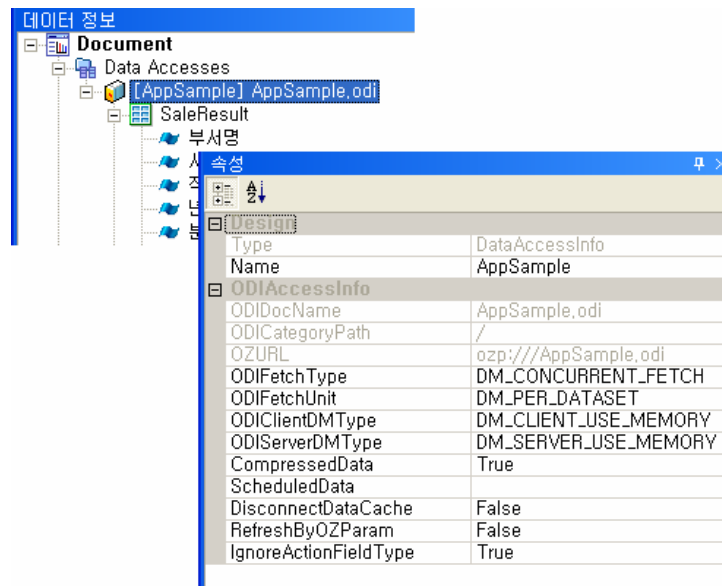 데이터 정보
Document
Data Accesses
[AppSample] AppSample.odi
SaleResult
부서명
속성
Design
Type DataAccessInfo
Name AppSample
ODIAccessInfo
ODIDocName AppSample.odi
ODICategoryPath /
OZURL ozp:///AppSample.odi
ODIFetchType DM_CONCURRENT_FETCH
ODIFetchUnit DM_PER_DATASET
ODIClientDMType DM_CLIENT_USE_MEMORY
ODIServerDMType DM_SERVER_USE_MEMORY
CompressedData True
ScheduledData
DisconnectDataCache False
RefreshByOZParam False
IgnoreActionFieldType True